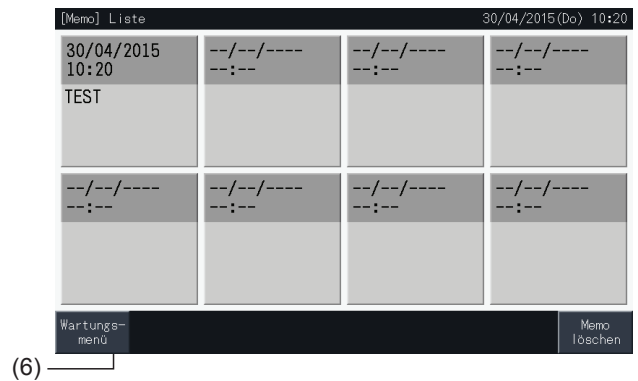 [Memo] Liste 30/04/2015(Do) 10:20
30/04/2015 --/--/---- --/--/---- --/--/----
10:20 --:-- --:-- --:--
TEST
--/--/---- --/--/---- --/--/---- --/--/----
--:-- --:-- --:-- --:--
Wartungs- Memo
menü löschen
(6)